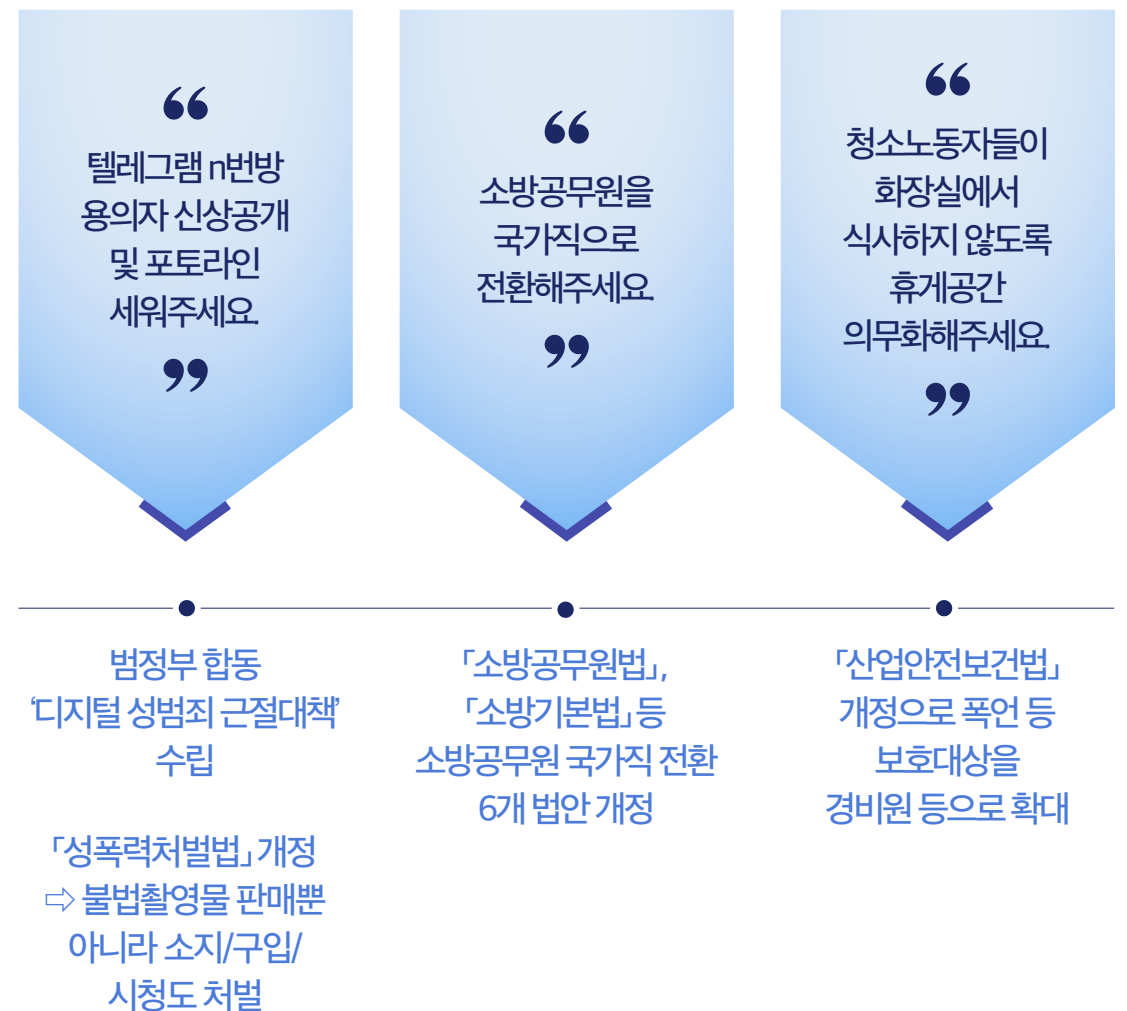 “
텔레그램 n번방
용의자 신상공개
및 포토라인
세워주세요.
”
“
소방공무원을
국가직으로
전환해주세요.
”
“
청소노동자들이
화장실에서
식사하지 않도록
휴게공간
의무화해주세요.
”
범정부 합동
‘디지털 성범죄 근절대책’
수립
「성폭력처벌법」 개정
⇨ 불법촬영물 판매뿐
아니라 소지/구입/
시청도 처벌
「소방공무원법」,
「소방기본법」 등
소방공무원 국가직 전환
6개 법안 개정
「산업안전보건법」
개정으로 폭언 등
보호대상을
경비원 등으로 확대